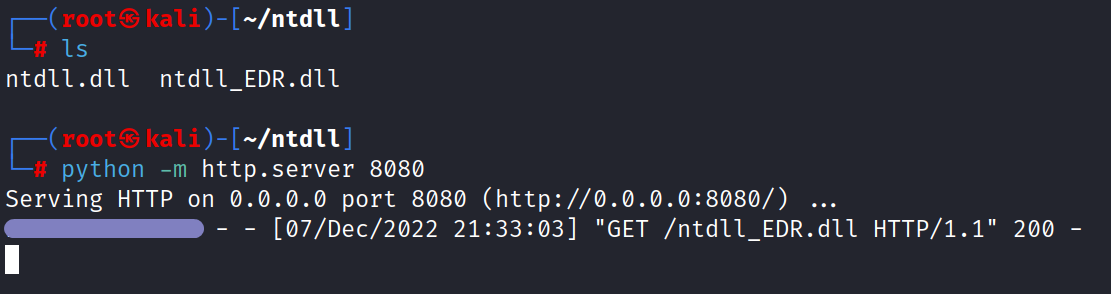 ┌──(root㉿kali)-[~/ntdll]
└─# ls
ntdll.dll  ntdll_EDR.dll
┌──(root㉿kali)-[~/ntdll]
└─# python -m http.server 8080
Serving HTTP on 0.0.0.0 port 8080 (http://0.0.0.0:8080/) ...
- - [07/Dec/2022 21:33:03] "GET /ntdll_EDR.dll HTTP/1.1" 200 -